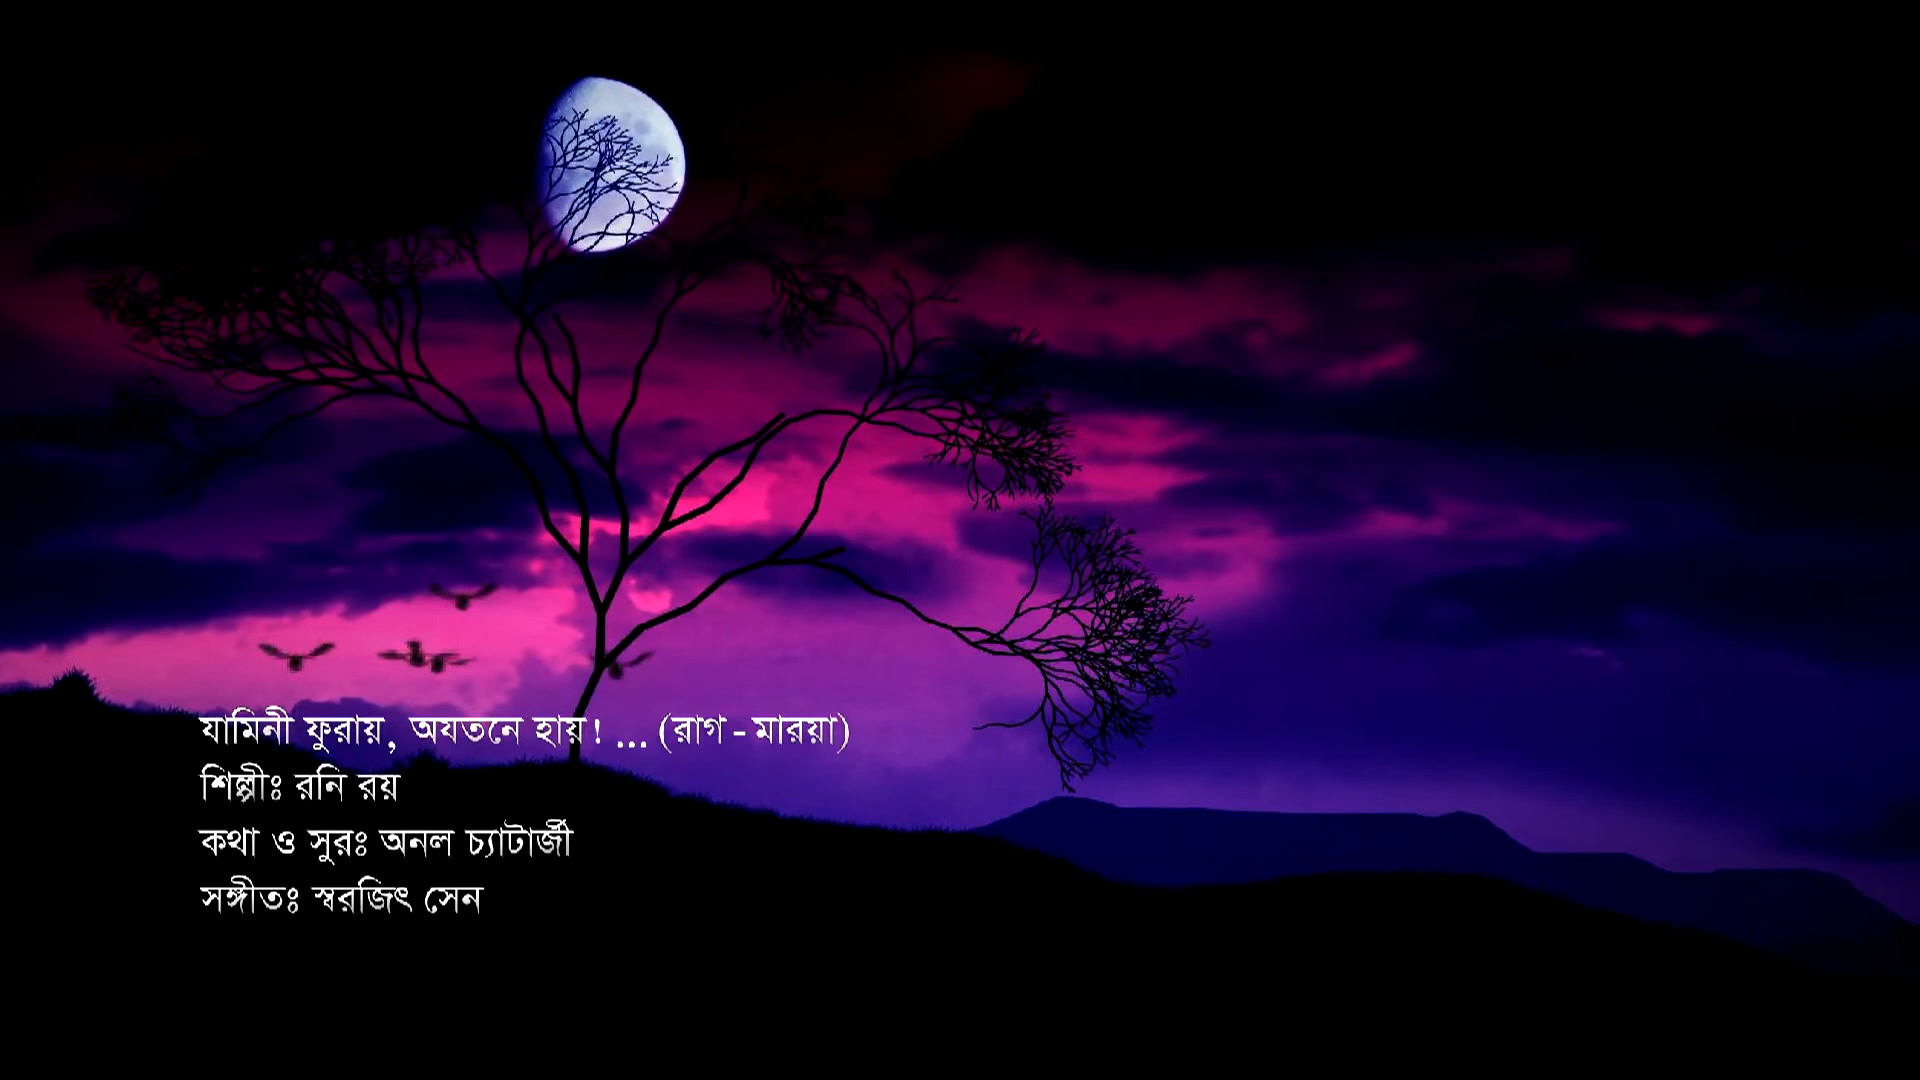 যামিনী ফুরায়, অযতনে হায়! ... (রাগ - মারয়া)
শিল্পীঃ রনি রয়
কথা ও সুরঃ অনল চ্যাটার্জী
সঙ্গীতঃ স্বরজিৎ সেন